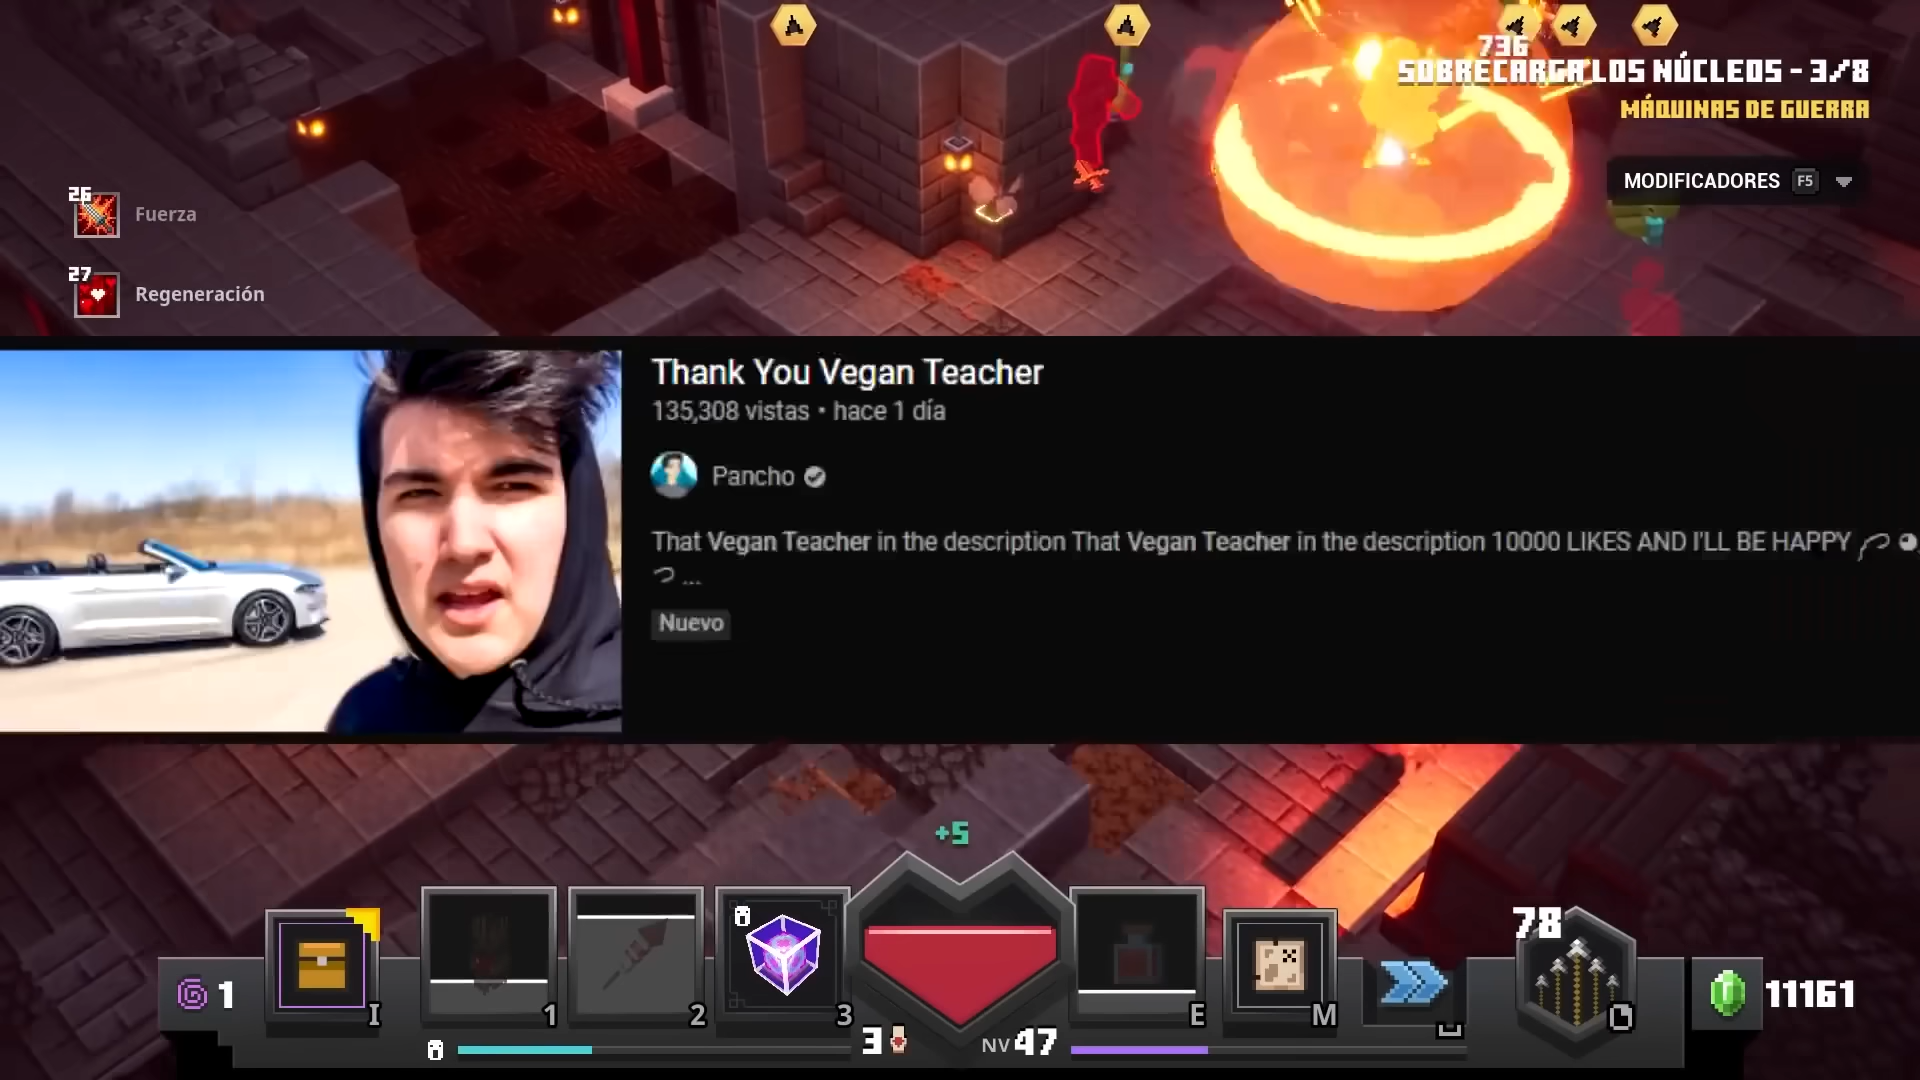 736
SOBRECARGA LOS NÚCLEOS - 3/8
MÁQUINAS DE GUERRA
MODIFICADORES F5
26
Fuerza
27
Regeneración
Thank You Vegan Teacher
135,308 vistas • hace 1 día
Pancho
That Vegan Teacher in the description That Vegan Teacher in the description 10000 LIKES AND I'LL BE HAPPY
...
Nuevo
+5
78
1
I
1
2
3
E
M
11161
3
NV 47